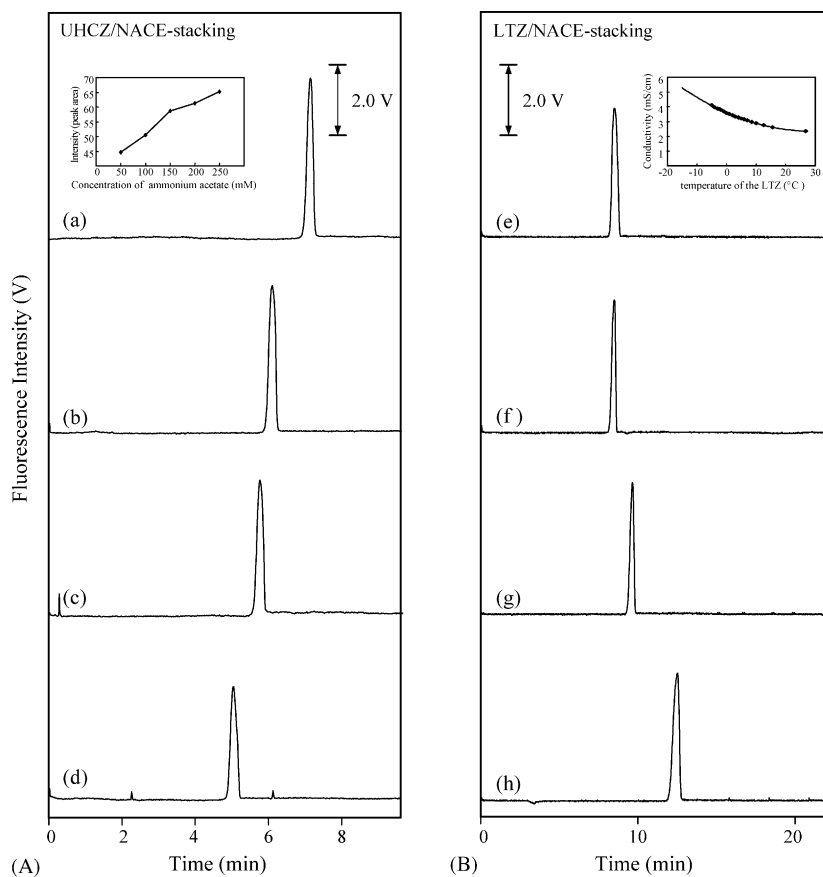 UHCZ/NACE-stacking
2.0 V
Intensity (peak area)
70
65
60
55
50
45
0 50 100 150 200 250
Concentration of ammonium acetate (mM)
(a)
(b)
(c)
(d)
Fluorescence Intensity (V)
0 2 4 6 8
Time (min)
(A)
LTZ/NACE-stacking
2.0 V
Conductivity (mS/cm)
6
5
4
3
2
1
-20 -10 0 10 20 30
temperature of the LTZ (°C)
(e)
(f)
(g)
(h)
0 10 20
Time (min)
(B)